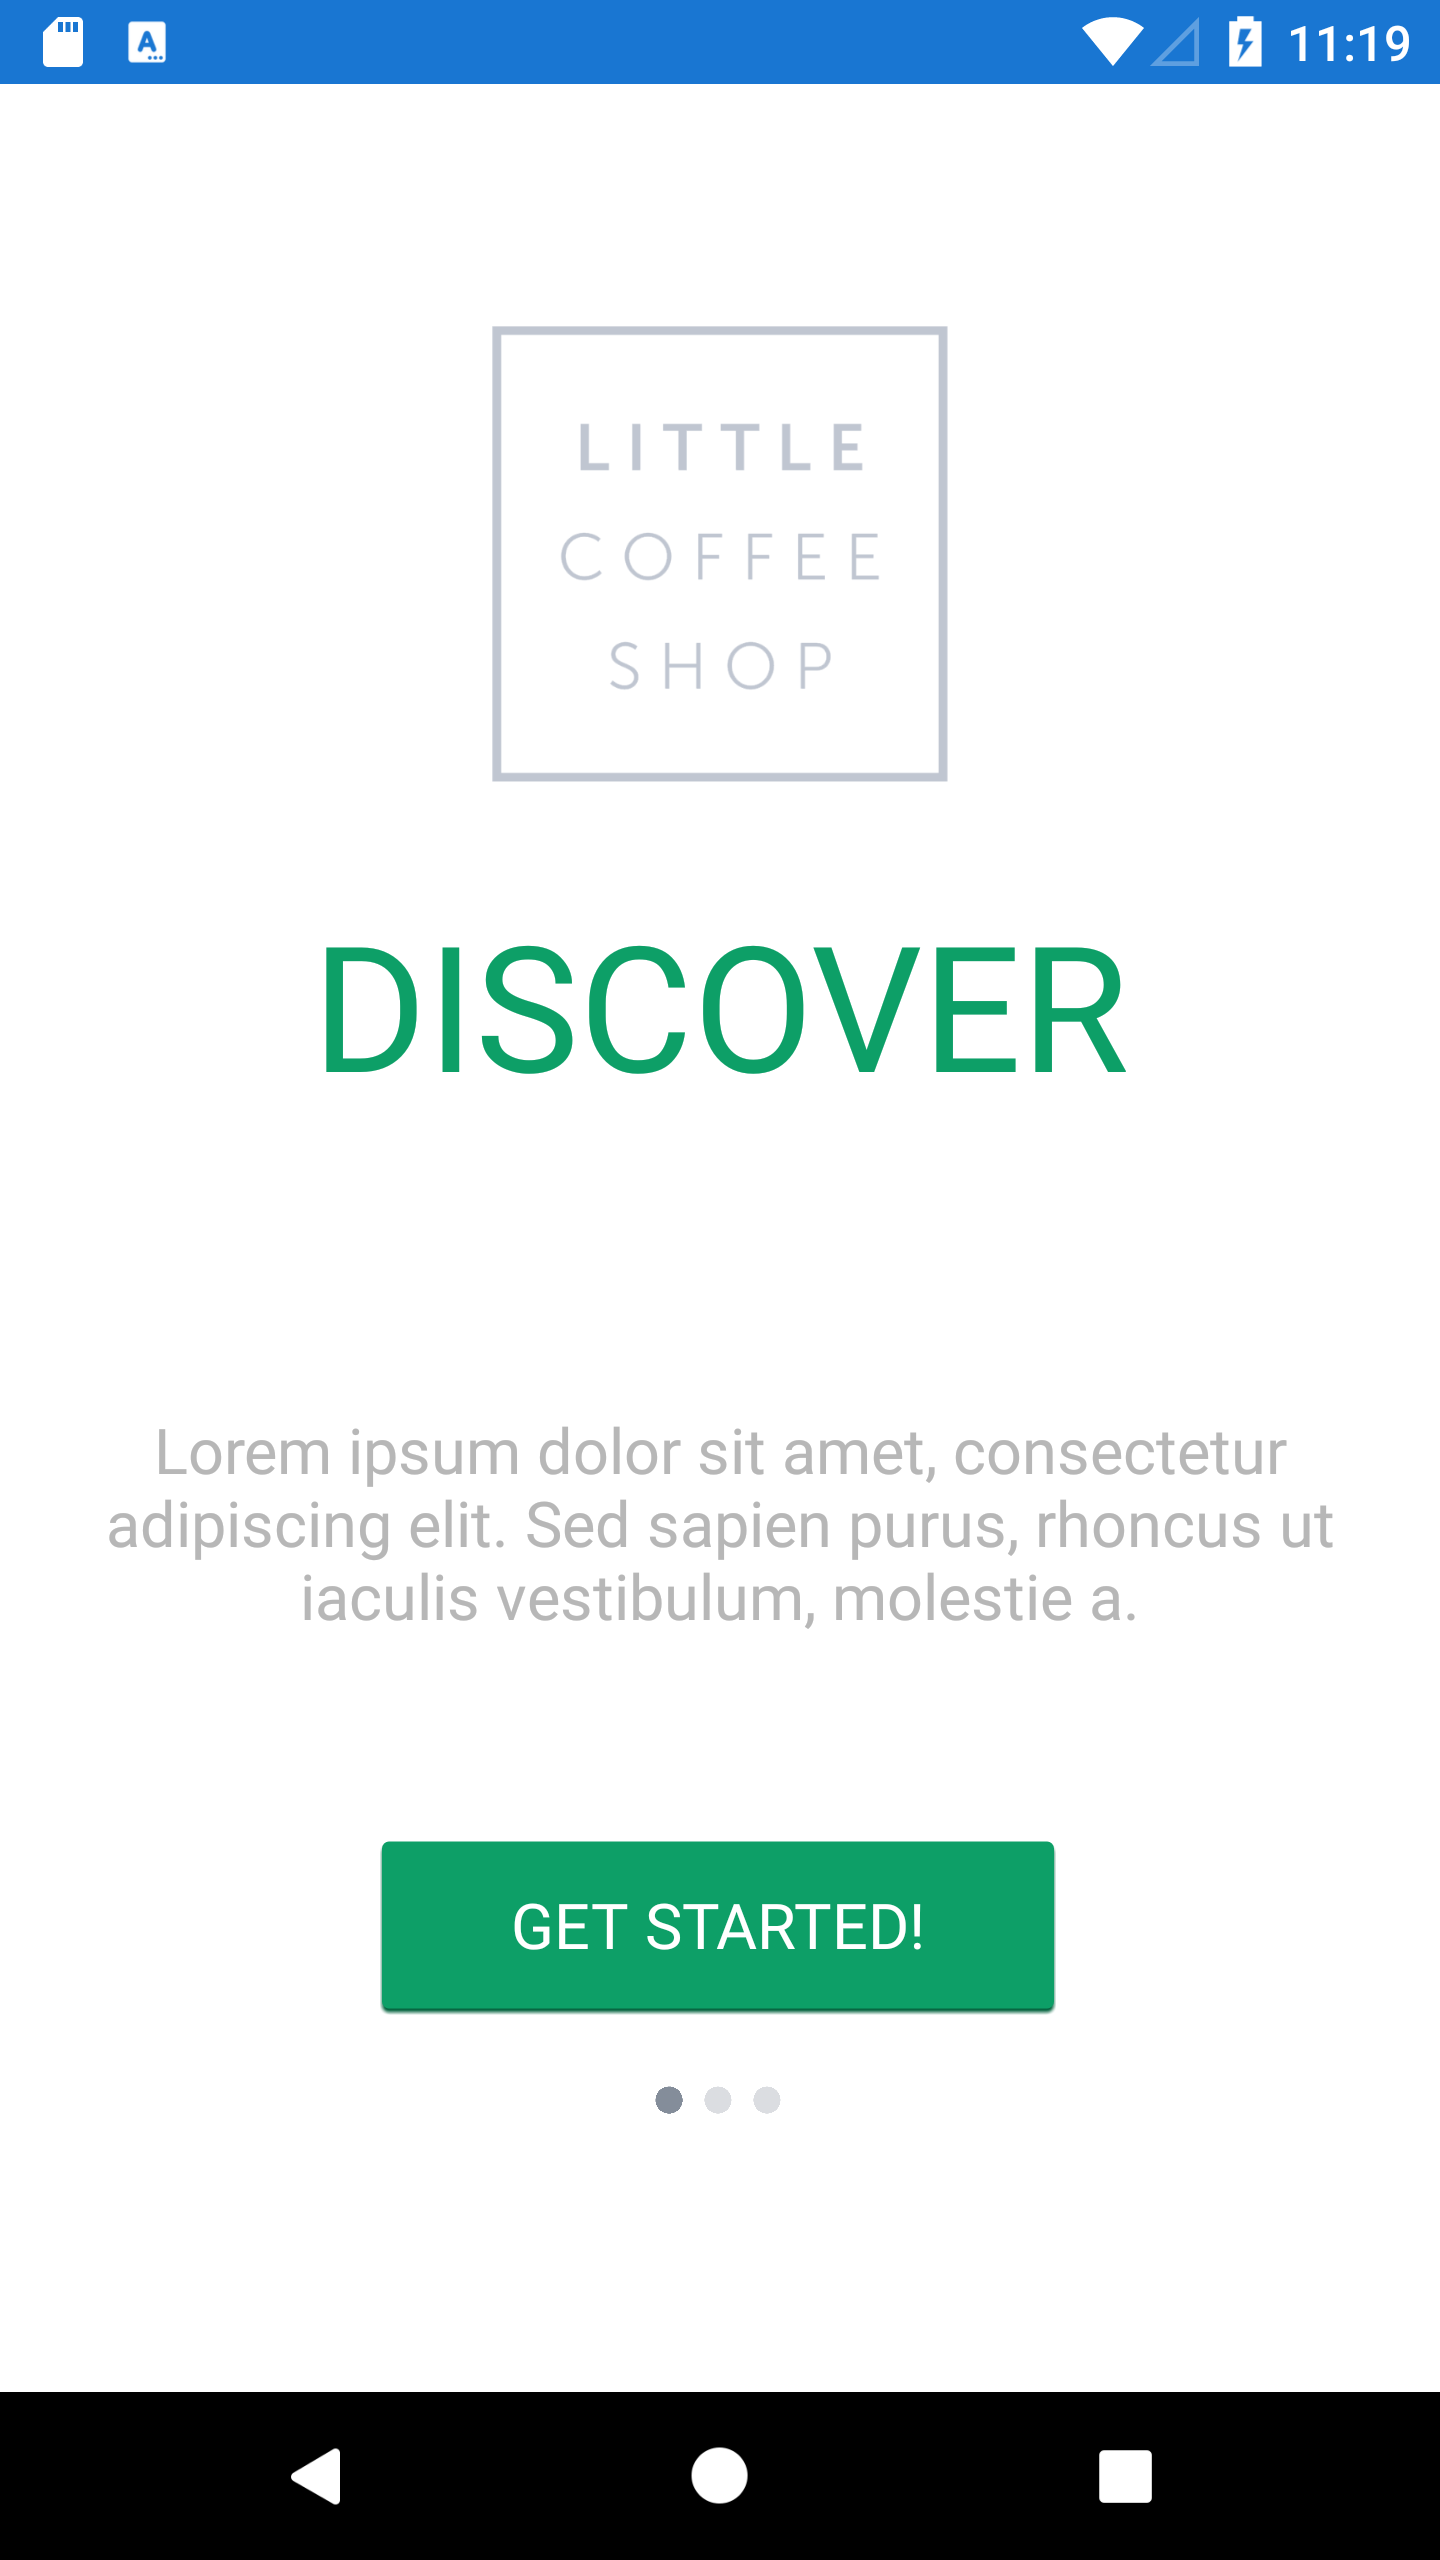 11:19
LITTLE
COFFEE
SHOP
DISCOVER
Lorem ipsum dolor sit amet, consectetur
adipiscing elit. Sed sapien purus, rhoncus ut
iaculis vestibulum, molestie a.
GET STARTED!